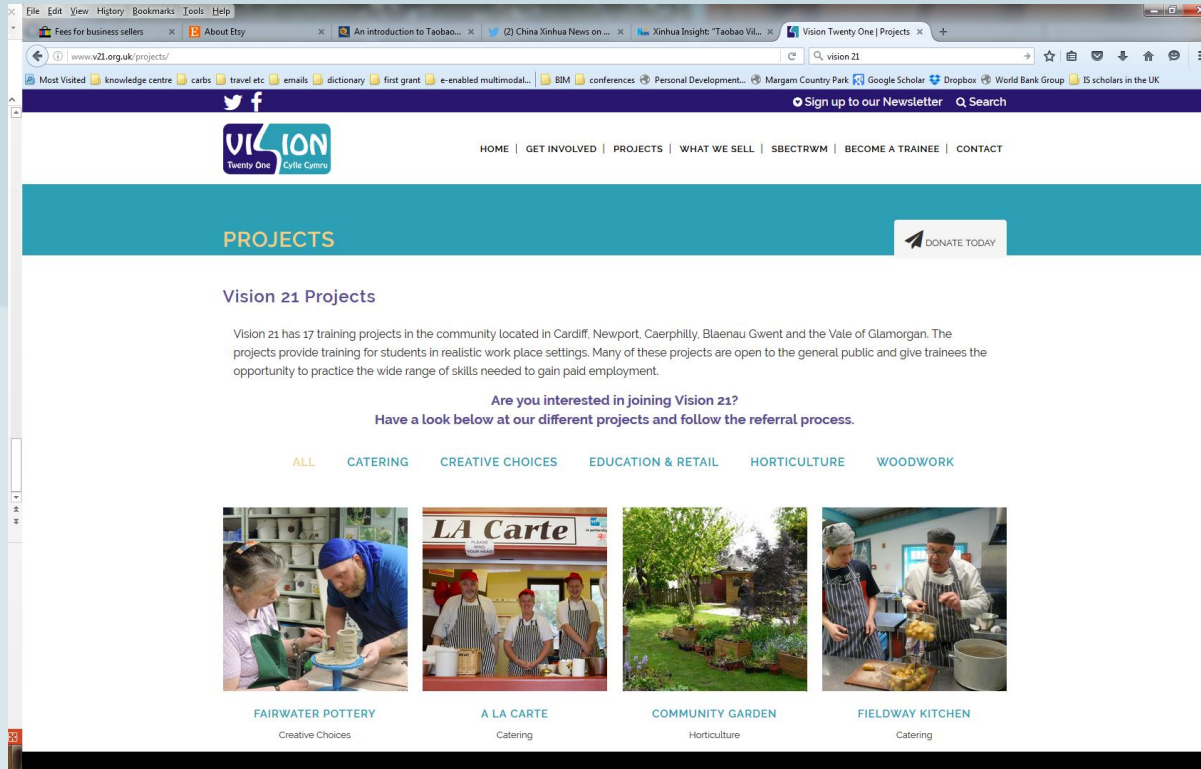 File Edit View History Bookmarks Tools Help
Fees for business sellers × About Etsy × An introduction to Taobao... × (2) China Xinhua News on ... × Xinhua Insight: "Taobao Vil... × Vision Twenty One | Projects × +
www.v21.org.uk/projects/ vision 21
Most Visited knowledge centre carbs travel etc emails dictionary first grant e-enabled multimodal... BIM conferences Personal Development... Margam Country Park Google Scholar Dropbox World Bank Group IS scholars in the UK
Sign up to our Newsletter Search
VISION
Twenty One Cyfle Cymru
HOME | GET INVOLVED | PROJECTS | WHAT WE SELL | SBECTRWM | BECOME A TRAINEE | CONTACT
PROJECTS
DONATE TODAY
Vision 21 Projects
Vision 21 has 17 training projects in the community located in Cardiff, Newport, Caerphilly, Blaenau Gwent and the Vale of Glamorgan. The
projects provide training for students in realistic work place settings. Many of these projects are open to the general public and give trainees the
opportunity to practice the wide range of skills needed to gain paid employment.
Are you interested in joining Vision 21?
Have a look below at our different projects and follow the referral process.
ALL CATERING CREATIVE CHOICES EDUCATION & RETAIL HORTICULTURE WOODWORK
LA Carte
PLEASE
MIND
YOUR HEAD
FAIRWATER POTTERY A LA CARTE COMMUNITY GARDEN FIELDWAY KITCHEN
Creative Choices Catering Horticulture Catering